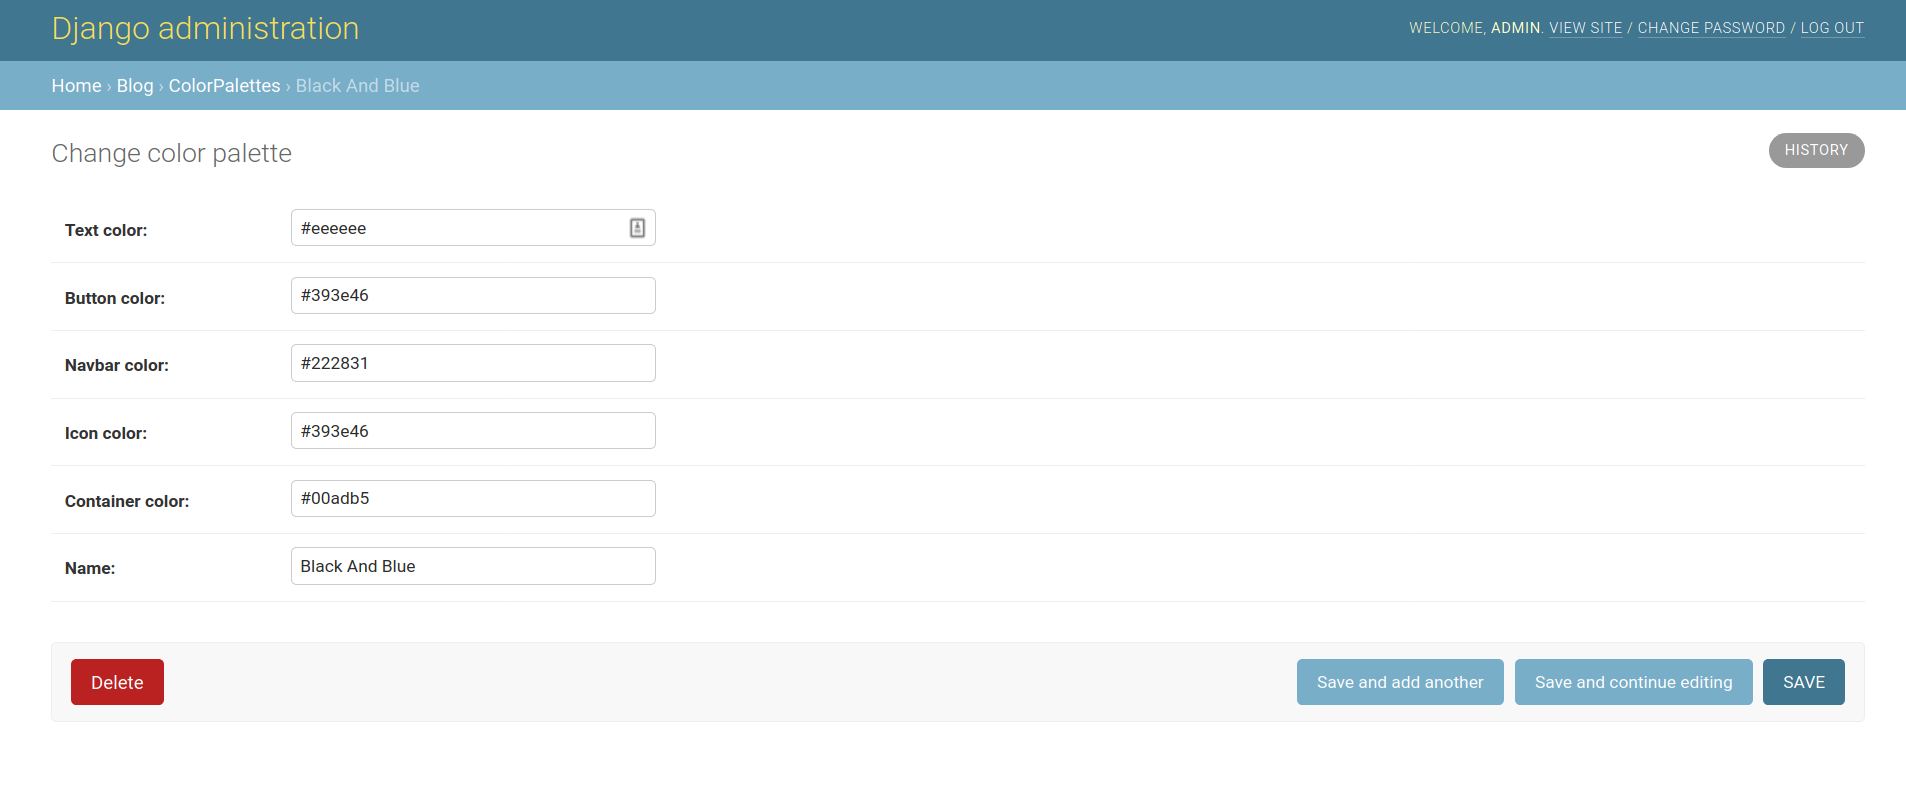 Django administration
WELCOME, ADMIN. VIEW SITE / CHANGE PASSWORD / LOG OUT
Home › Blog › ColorPalettes › Black And Blue
Change color palette
HISTORY
Text color: #eeeeee
Button color: #393e46
Navbar color: #222831
Icon color: #393e46
Container color: #00adb5
Name: Black And Blue
Delete Save and add another Save and continue editing SAVE